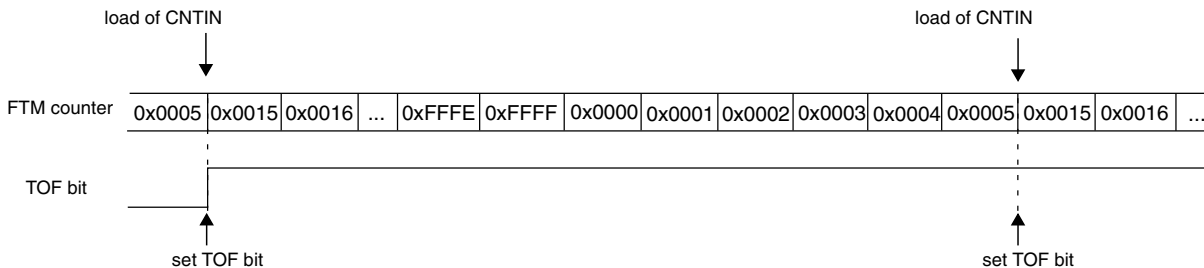 load of CNTIN load of CNTIN
FTM counter 0x0005 0x0015 0x0016 ... 0xFFFE 0xFFFF 0x0000 0x0001 0x0002 0x0003 0x0004 0x0005 0x0015 0x0016 ...
TOF bit
set TOF bit set TOF bit